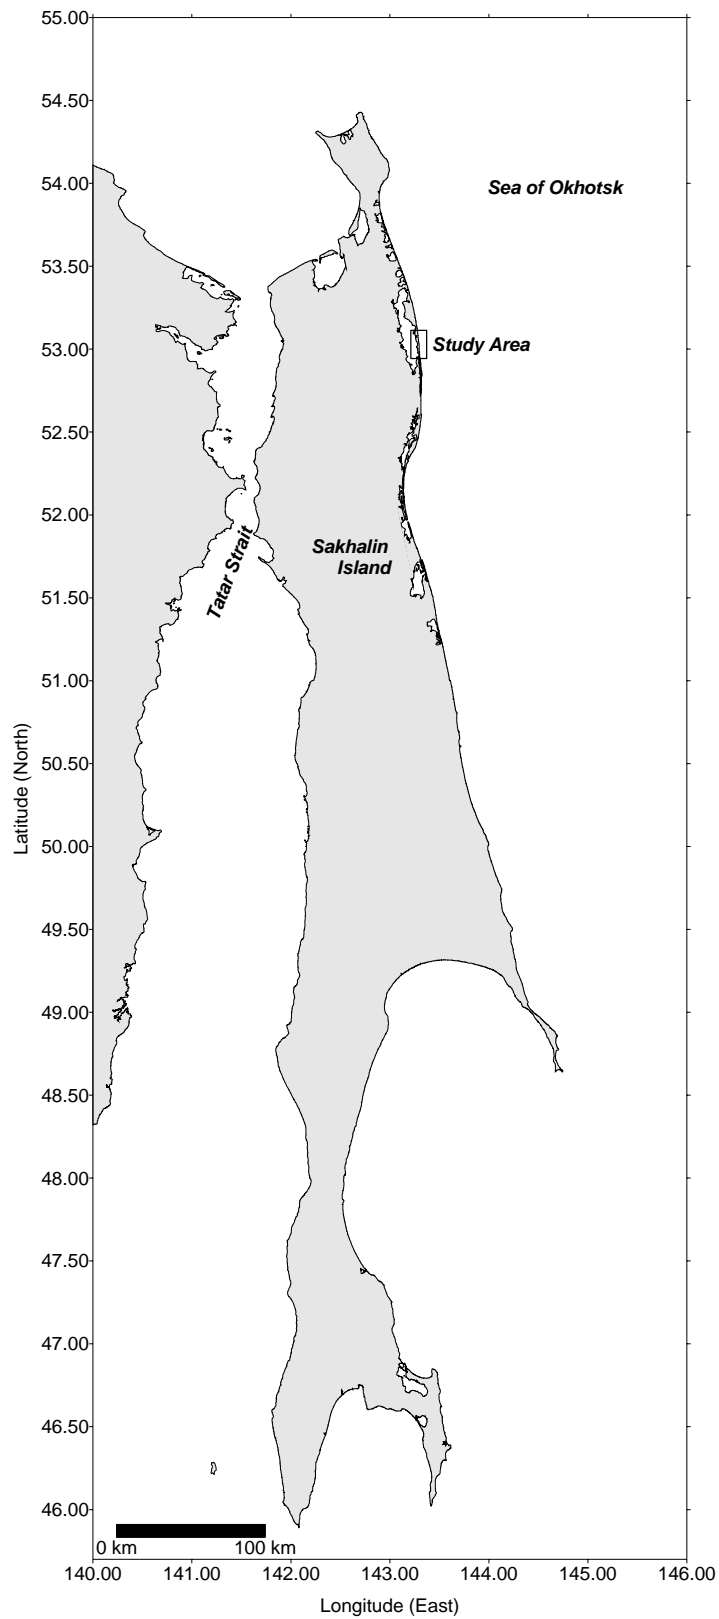 55.00
54.50
54.00
Sea of Okhotsk
53.50
53.00
Study Area
52.50
52.00
Sakhalin
Island
Tatar Strait
51.50
51.00
50.50
Latitude (North)
50.00
49.50
49.00
48.50
48.00
47.50
47.00
46.50
46.00
0 km 100 km
140.00 141.00 142.00 143.00 144.00 145.00 146.00
Longitude (East)